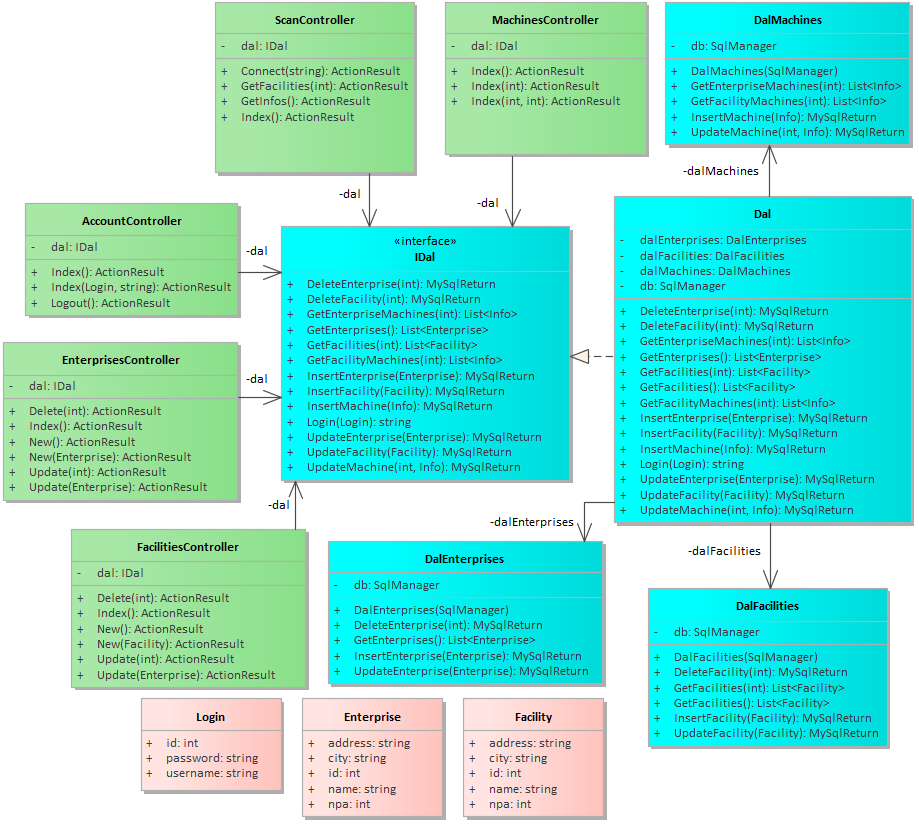 ScanController
- dal: IDal
+ Connect(string): ActionResult
+ GetFacilities(int): ActionResult
+ GetInfos(): ActionResult
+ Index(): ActionResult
MachinesController
- dal: IDal
+ Index(): ActionResult
+ Index(int): ActionResult
+ Index(int, int): ActionResult
DalMachines
- db: SqlManager
+ DalMachines(SqlManager)
+ GetEnterpriseMachines(int): List<Info>
+ GetFacilityMachines(int): List<Info>
+ InsertMachine(Info): MySqlReturn
+ UpdateMachine(int, Info): MySqlReturn
-dal
-dal
-dalMachines
AccountController
- dal: IDal
+ Index(): ActionResult
+ Index(Login, string): ActionResult
+ Logout(): ActionResult
-dal
«interface»
IDal
+ DeleteEnterprise(int): MySqlReturn
+ DeleteFacility(int): MySqlReturn
+ GetEnterpriseMachines(int): List<Info>
+ GetEnterprises(): List<Enterprise>
+ GetFacilities(int): List<Facility>
+ GetFacilityMachines(int): List<Info>
+ InsertEnterprise(Enterprise): MySqlReturn
+ InsertFacility(Facility): MySqlReturn
+ InsertMachine(Info): MySqlReturn
+ Login(Login): string
+ UpdateEnterprise(Enterprise): MySqlReturn
+ UpdateFacility(Facility): MySqlReturn
+ UpdateMachine(int, Info): MySqlReturn
Dal
- dalEnterprises: DalEnterprises
- dalFacilities: DalFacilities
- dalMachines: DalMachines
- db: SqlManager
+ DeleteEnterprise(int): MySqlReturn
+ DeleteFacility(int): MySqlReturn
+ GetEnterpriseMachines(int): List<Info>
+ GetEnterprises(): List<Enterprise>
+ GetFacilities(int): List<Facility>
+ GetFacilities(): List<Facility>
+ GetFacilityMachines(int): List<Info>
+ InsertEnterprise(Enterprise): MySqlReturn
+ InsertFacility(Facility): MySqlReturn
+ InsertMachine(Info): MySqlReturn
+ Login(Login): string
+ UpdateEnterprise(Enterprise): MySqlReturn
+ UpdateFacility(Facility): MySqlReturn
+ UpdateMachine(int, Info): MySqlReturn
EnterprisesController
- dal: IDal
+ Delete(int): ActionResult
+ Index(): ActionResult
+ New(): ActionResult
+ New(Enterprise): ActionResult
+ Update(int): ActionResult
+ Update(Enterprise): ActionResult
-dal
-dal
-dalEnterprises
-dalFacilities
FacilitiesController
- dal: IDal
+ Delete(int): ActionResult
+ Index(): ActionResult
+ New(): ActionResult
+ New(Facility): ActionResult
+ Update(int): ActionResult
+ Update(Enterprise): ActionResult
DalEnterprises
- db: SqlManager
+ DalEnterprises(SqlManager)
+ DeleteEnterprise(int): MySqlReturn
+ GetEnterprises(): List<Enterprise>
+ InsertEnterprise(Enterprise): MySqlReturn
+ UpdateEnterprise(Enterprise): MySqlReturn
DalFacilities
- db: SqlManager
+ DalFacilities(SqlManager)
+ DeleteFacility(int): MySqlReturn
+ GetFacilities(int): List<Facility>
+ GetFacilities(): List<Facility>
+ InsertFacility(Facility): MySqlReturn
+ UpdateFacility(Facility): MySqlReturn
Login
+ id: int
+ password: string
+ username: string
Enterprise
+ address: string
+ city: string
+ id: int
+ name: string
+ npa: int
Facility
+ address: string
+ city: string
+ id: int
+ name: string
+ npa: int